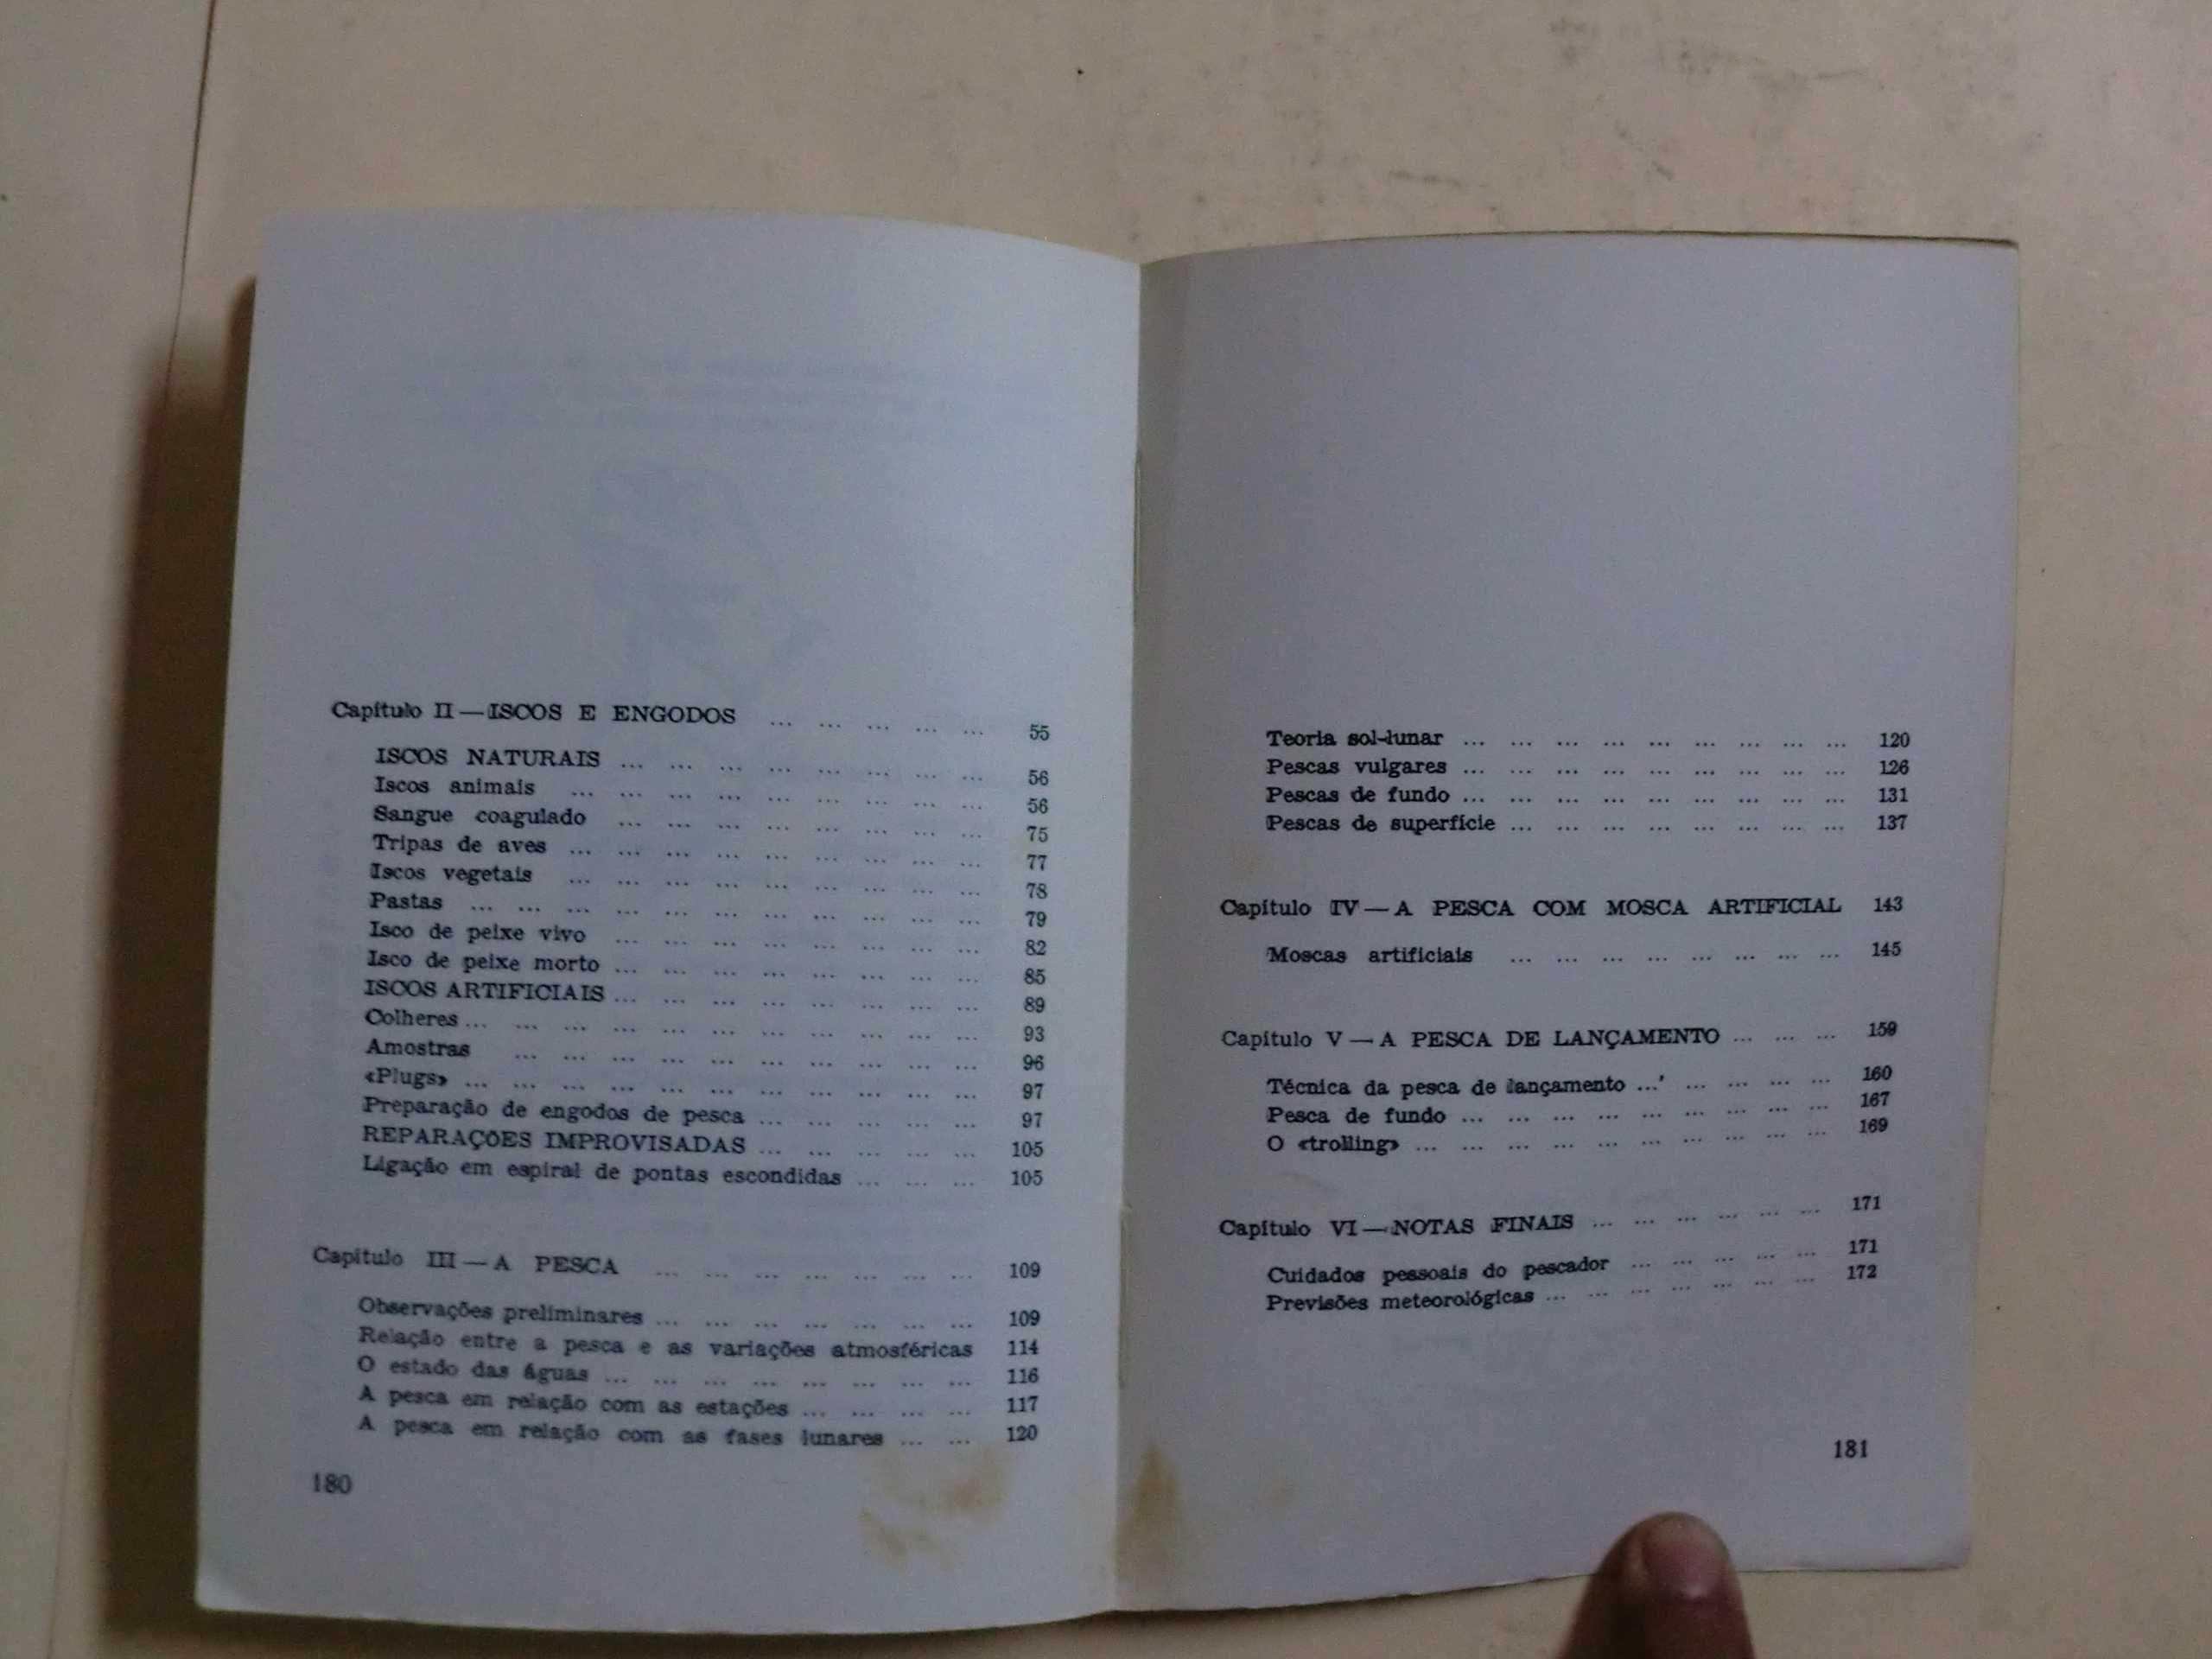 Capítulo II — ISCOS E ENGODOS ... ... ... ... ... 55
ISCOS NATURAIS ... ... ... ... ... ... ... ... 56
Iscos animais ... ... ... ... ... ... ... ... ... 56
Sangue coagulado ... ... ... ... ... ... ... ... 75
Tripas de aves ... ... ... ... ... ... ... ... ... 77
Iscos vegetais ... ... ... ... ... ... ... ... ... 78
Pastas ... ... ... ... ... ... ... ... ... ... ... 79
Isco de peixe vivo ... ... ... ... ... ... ... ... 82
Isco de peixe morto ... ... ... ... ... ... ... ... 85
ISCOS ARTIFICIAIS ... ... ... ... ... ... ... ... 89
Colheres ... ... ... ... ... ... ... ... ... ... ... 93
Amostras ... ... ... ... ... ... ... ... ... ... 96
«Plugs» ... ... ... ... ... ... ... ... ... ... ... 97
Preparação de engodos de pesca ... ... ... ... ... 97
REPARAÇÕES IMPROVISADAS ... ... ... ... ... 105
Ligação em espiral de pontas escondidas ... ... ... 105
Capítulo III — A PESCA ... ... ... ... ... ... ... 109
Observações preliminares ... ... ... ... ... ... ... 109
Relação entre a pesca e as variações atmosféricas 114
O estado das águas ... ... ... ... ... ... ... ... 116
A pesca em relação com as estações ... ... ... ... 117
A pesca em relação com as fases lunares ... ... 120
180
Teoria sol-lunar ... ... ... ... ... ... ... ... ... 120
Pescas vulgares ... ... ... ... ... ... ... ... ... 126
Pescas de fundo ... ... ... ... ... ... ... ... ... 131
Pescas de superfície ... ... ... ... ... ... ... ... 137
Capítulo IV — A PESCA COM MOSCA ARTIFICIAL 143
Moscas artificiais ... ... ... ... ... ... ... ... 145
Capítulo V — A PESCA DE LANÇAMENTO ... ... ... 159
Técnica da pesca de lançamento ... ... ... ... ... 160
Pesca de fundo ... ... ... ... ... ... ... ... ... 167
O «trolling» ... ... ... ... ... ... ... ... ... ... 169
Capítulo VI — NOTAS FINAIS ... ... ... ... ... ... 171
Cuidados pessoais do pescador ... ... ... ... ... 171
Previsões meteorológicas ... ... ... ... ... ... ... 172
181